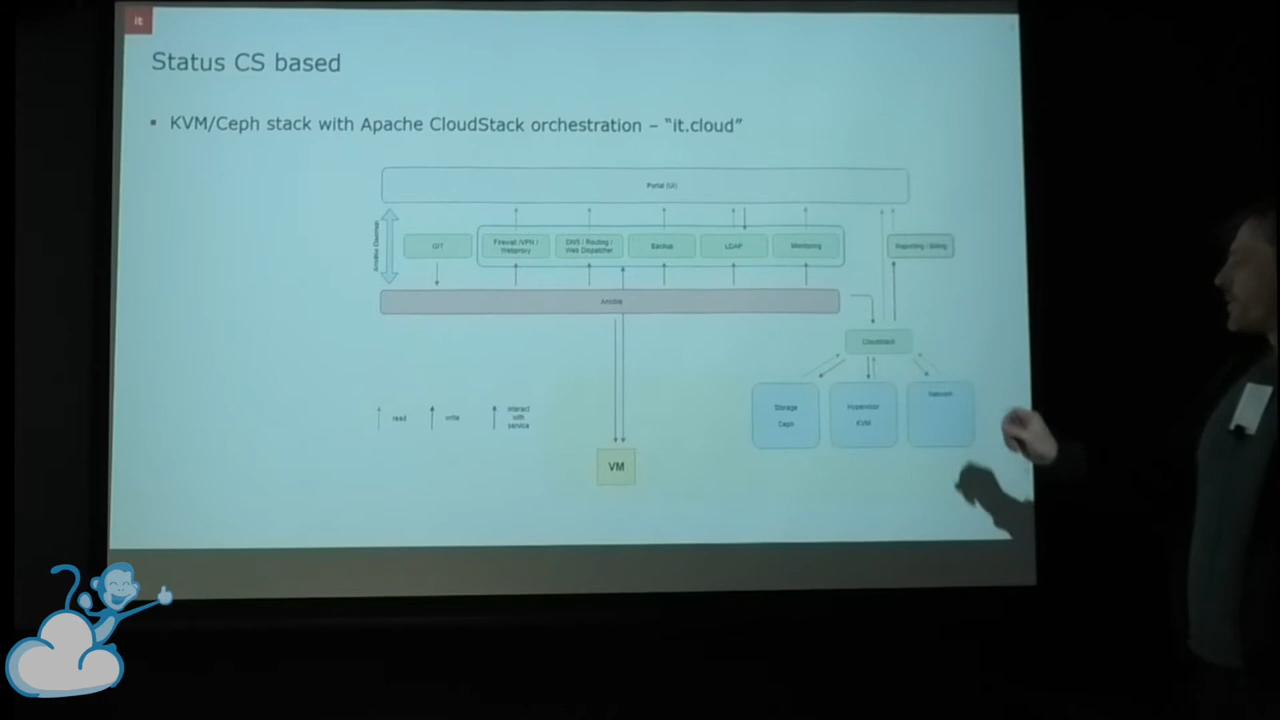 it
Status CS based
▪ KVM/Ceph stack with Apache CloudStack orchestration – “it.cloud”
Portal (UI)
GIT
Firewall /VPN /
Webproxy
DNS / Routing /
Web Dispatcher
Backup
LDAP
Monitoring
Reporting / Billing
Ansible
CloudStack
Storage
Ceph
Hypervisor
KVM
Network
read
write
interact
with
service
VM